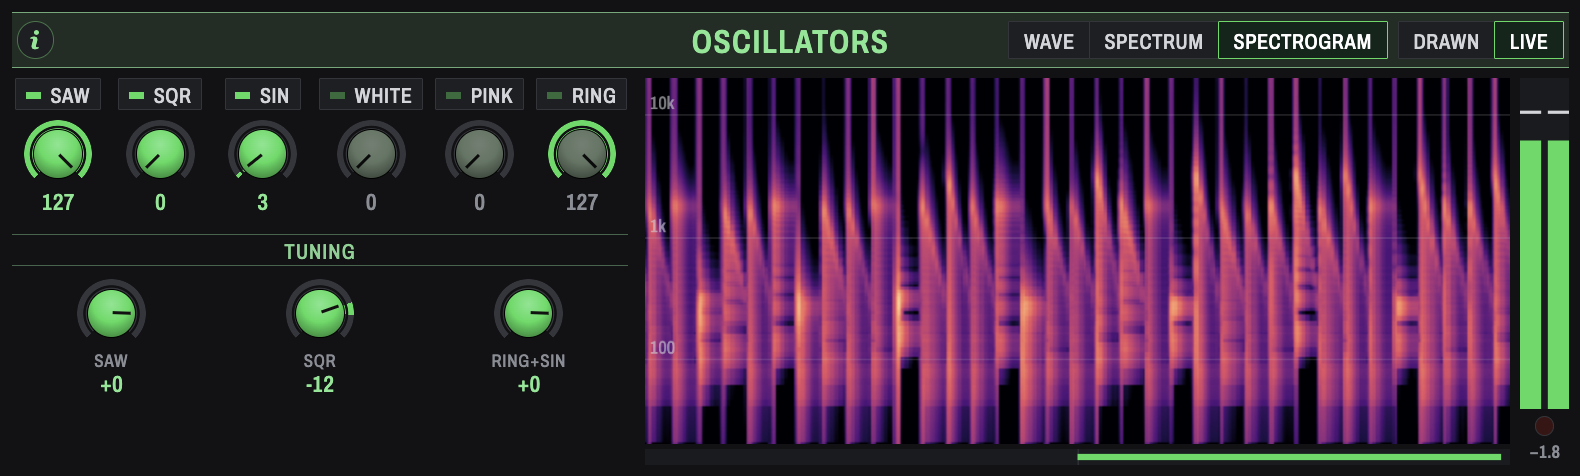 i OSCILLATORS WAVE SPECTRUM SPECTROGRAM DRAWN LIVE
SAW SQR SIN WHITE PINK RING
127 0 3 0 0 127
TUNING
SAW SQR RING+SIN
+0 -12 +0
10k
1k
100
−1.8